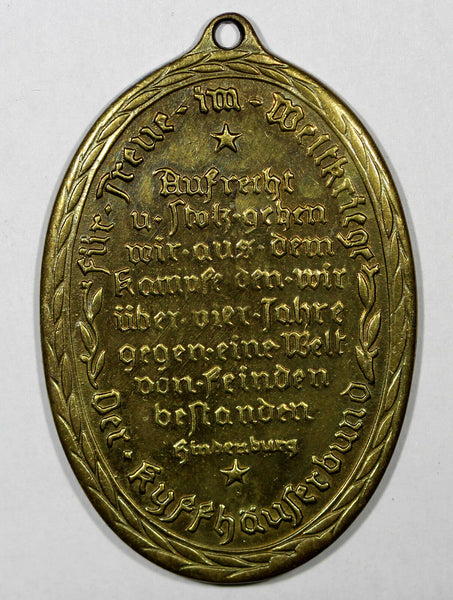 für · Treue · im · Weltkriege
Aufrecht
u · stolz · gehen
wir · aus · dem
Kampfe den · wir
über · vier · Jahre
gegen · eine · Welt
von · Feinden
bestanden
Hindenburg
Der · Kyffhäuserbund